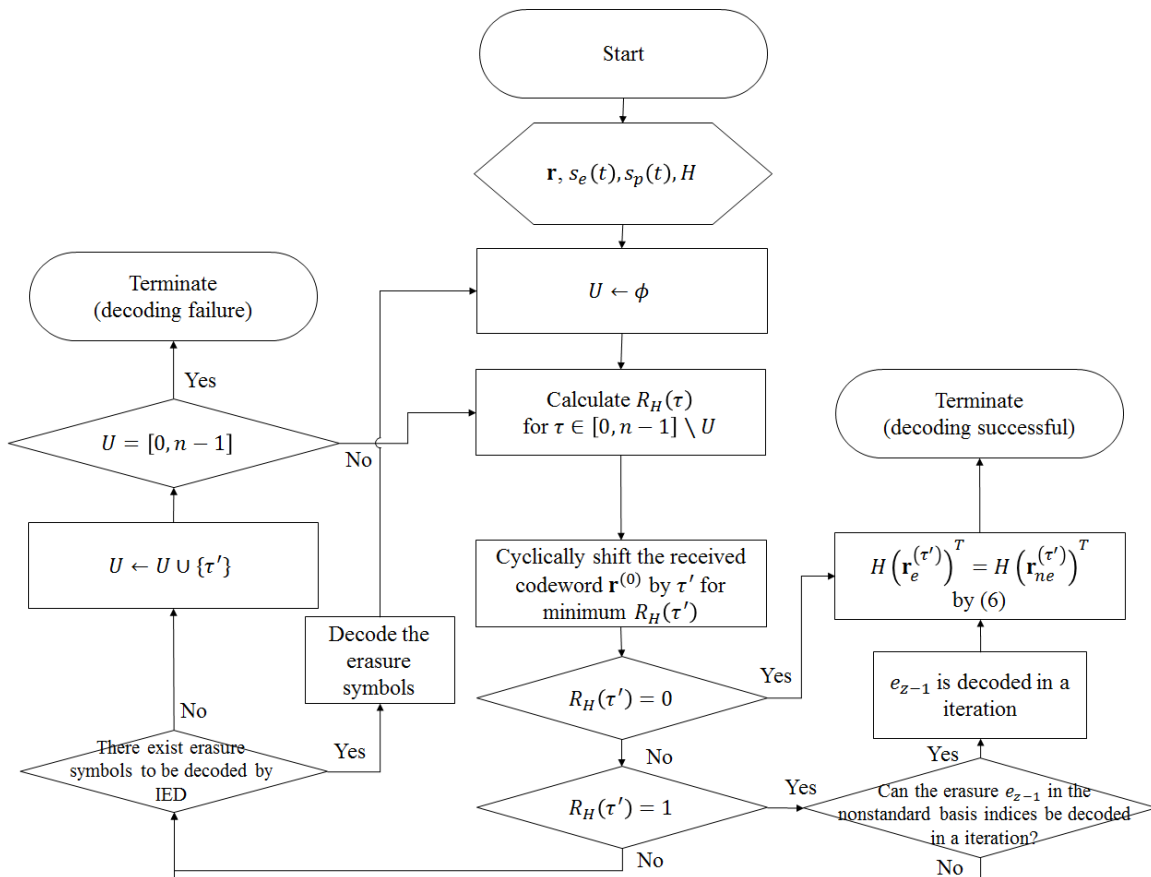 Start
𝐫, s_e(t), s_p(t), H
U ← ϕ
Calculate R_H(τ)
for τ ∈ [0, n − 1] \ U
Cyclically shift the received
codeword 𝐫^(0) by τ′ for
minimum R_H(τ′)
R_H(τ′) = 0
Yes
No
R_H(τ′) = 1
Yes
No
Terminate
(decoding failure)
Yes
U = [0, n − 1]
No
U ← U ∪ {τ′}
No
There exist erasure
symbols to be decoded by
IED
Yes
Decode the
erasure
symbols
Terminate
(decoding successful)
H(𝐫_e^(τ′))^T = H(𝐫_ne^(τ′))^T
by (6)
e_{z−1} is decoded in a
iteration
Yes
Can the erasure e_{z−1} in the
nonstandard basis indices be decoded
in a iteration?
No